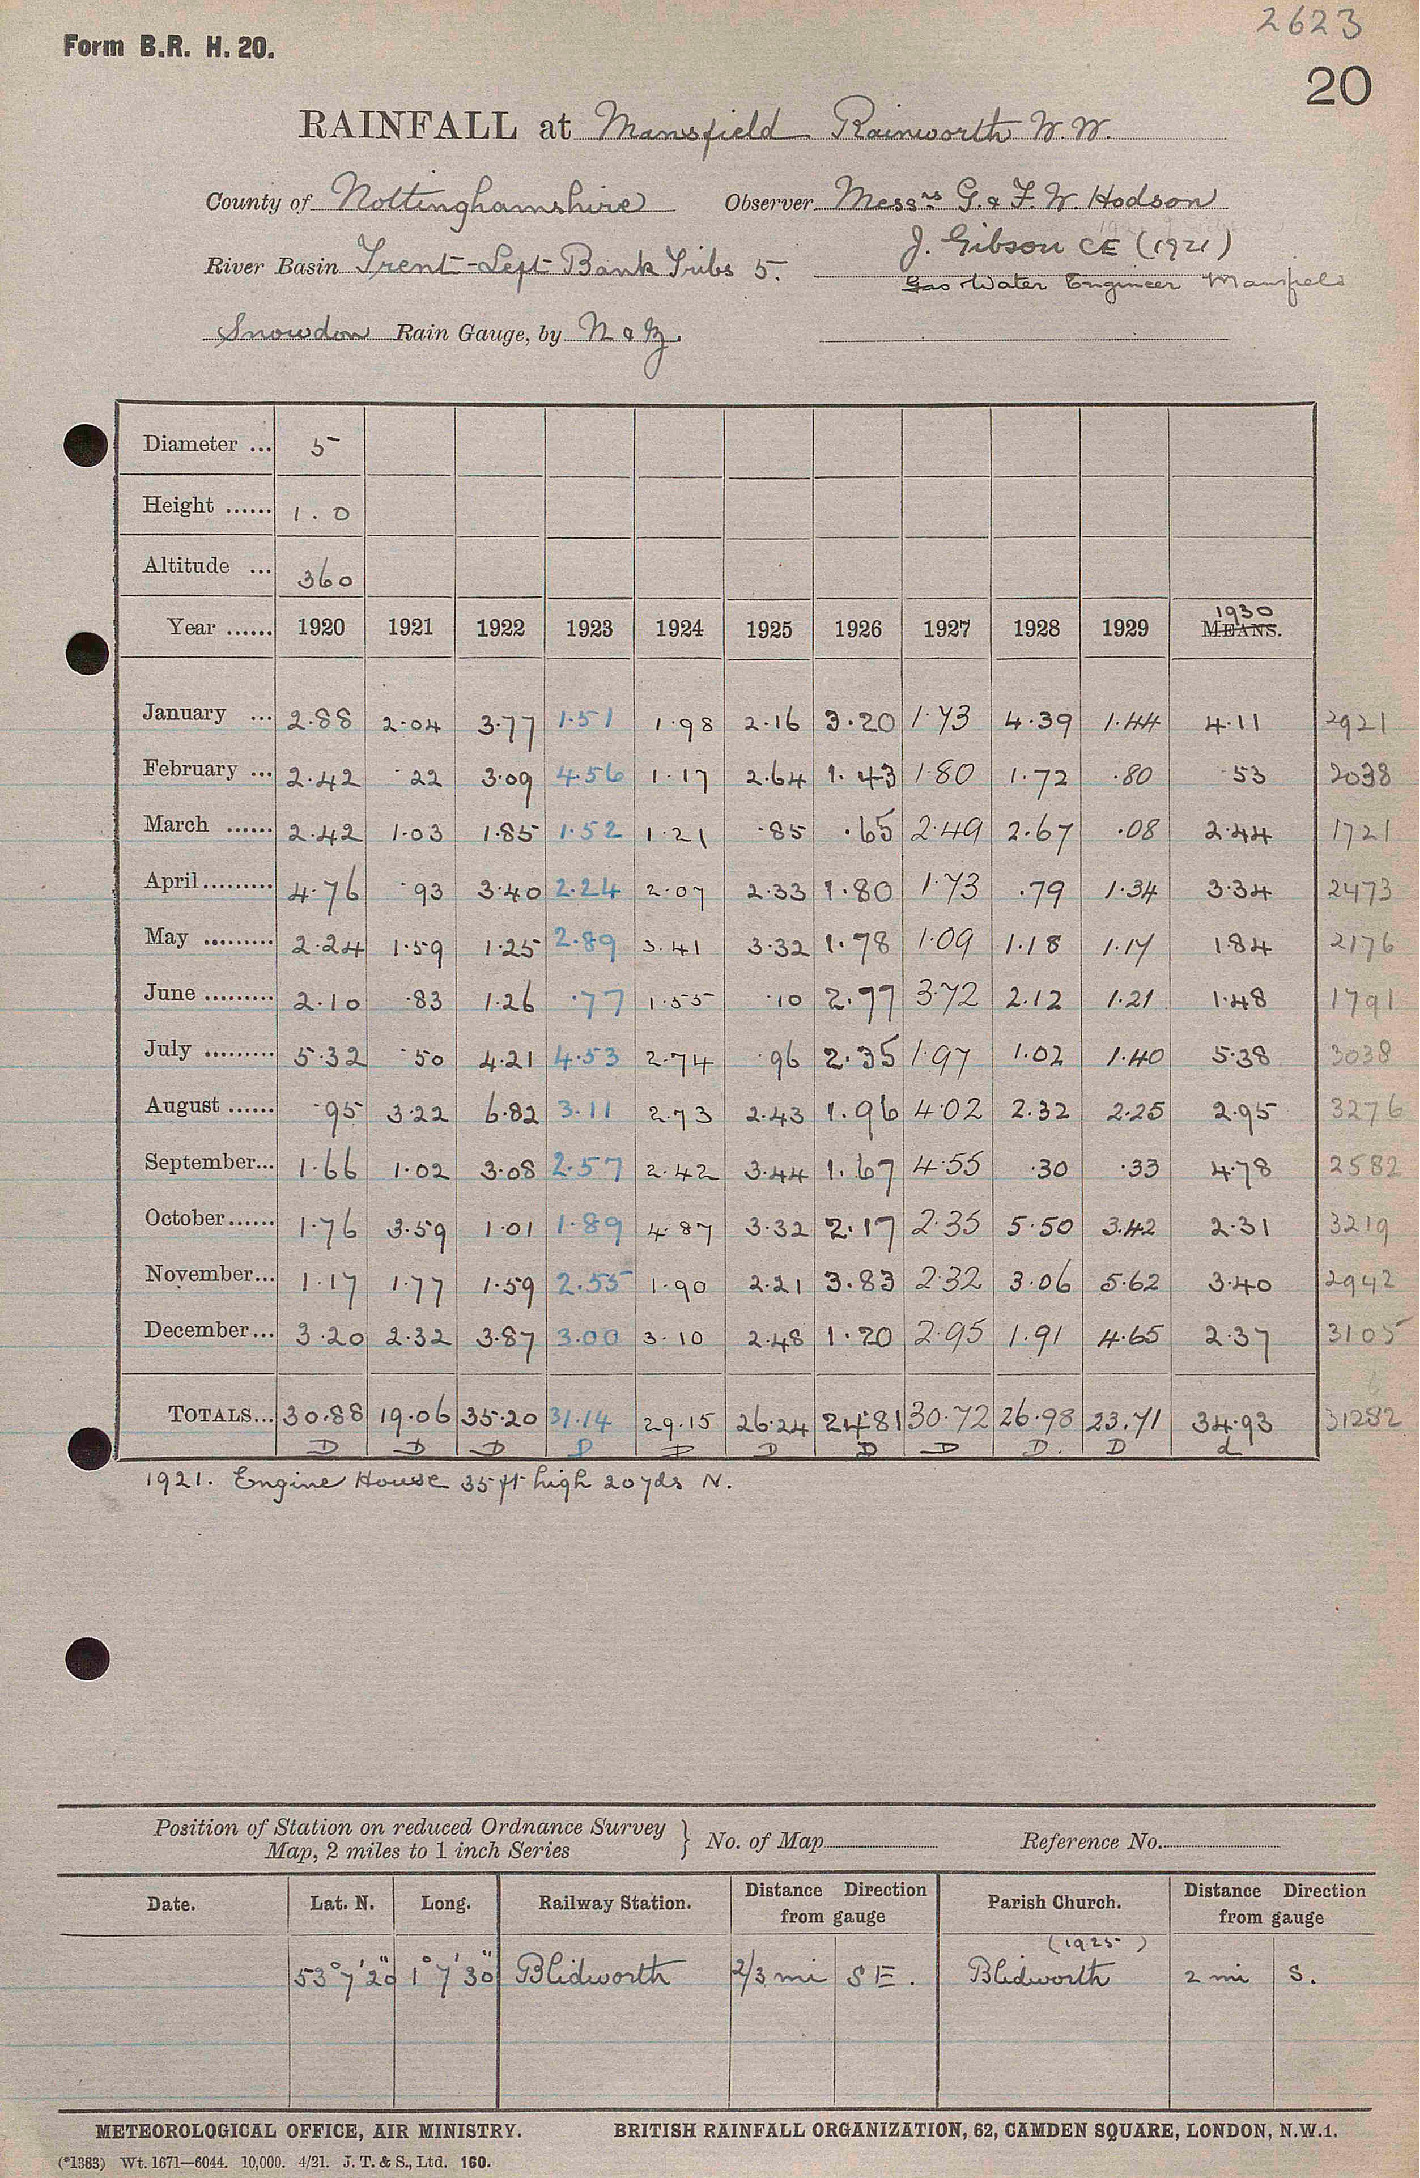 2623
Form B.R. H. 20.
20
RAINFALL at Mansfield Rainworth W.W.
County of Nottinghamshire Observer Messrs G. & F. W. Hodson
J. Gibson CE (1921)
River Basin Trent-Left Bank Tribs 5.
Gas Water Engineer Mansfield
Snowdon Rain Gauge, by N & Z.
Diameter ... 5
Height ...... 1.0
Altitude ... 360
Year ...... 1920 1921 1922 1923 1924 1925 1926 1927 1928 1929 1930 MEANS.
January ... 2.88 2.04 3.77 1.51 1.98 2.16 3.20 1.73 4.39 1.44 4.11 2921
February ... 2.42 .22 3.09 4.56 1.17 2.64 1.43 1.80 1.72 .80 .53 2038
March ...... 2.42 1.03 1.85 1.52 1.21 .85 .65 2.49 2.67 .08 2.44 1721
April ......... 4.76 .93 3.40 2.24 2.07 2.33 1.80 1.73 .79 1.34 3.34 2473
May ......... 2.24 1.59 1.25 2.89 3.41 3.32 1.78 1.09 1.18 1.17 1.84 2176
June ......... 2.10 .83 1.26 .77 1.55 .10 2.77 3.72 2.12 1.21 1.48 1791
July ......... 5.32 .50 4.21 4.53 2.74 .96 2.35 1.97 1.02 1.40 5.38 3038
August ...... .95 3.22 6.82 3.11 2.73 2.43 1.96 4.02 2.32 2.25 2.95 3276
September... 1.66 1.02 3.08 2.57 2.42 3.44 1.67 4.55 .30 .33 4.78 2582
October...... 1.76 3.59 1.01 1.89 4.87 3.32 2.17 2.35 5.50 3.42 2.31 3219
November... 1.17 1.77 1.59 2.55 1.90 2.21 3.83 2.32 3.06 5.62 3.40 2942
December... 3.20 2.32 3.87 3.00 3.10 2.48 1.20 2.95 1.91 4.65 2.37 3105
TOTALS... 30.88 19.06 35.20 31.14 29.15 26.24 24.81 30.72 26.98 23.71 34.93 31282
D D D D D D D D D. D d
1921. Engine House 35 ft high 20 yds N.
Position of Station on reduced Ordnance Survey
Map, 2 miles to 1 inch Series } No. of Map Reference No.
Date. Lat. N. Long. Railway Station. Distance Direction from gauge Parish Church. Distance Direction from gauge
(1925)
53° 7' 20" 1° 7' 30" Blidworth 2/3 mi S E. Blidworth 2 mi S.
METEOROLOGICAL OFFICE, AIR MINISTRY. BRITISH RAINFALL ORGANIZATION, 62, CAMDEN SQUARE, LONDON, N.W.1.
(*1383) Wt. 1671—6044. 10,000. 4/21. J. T. & S., Ltd. 160.